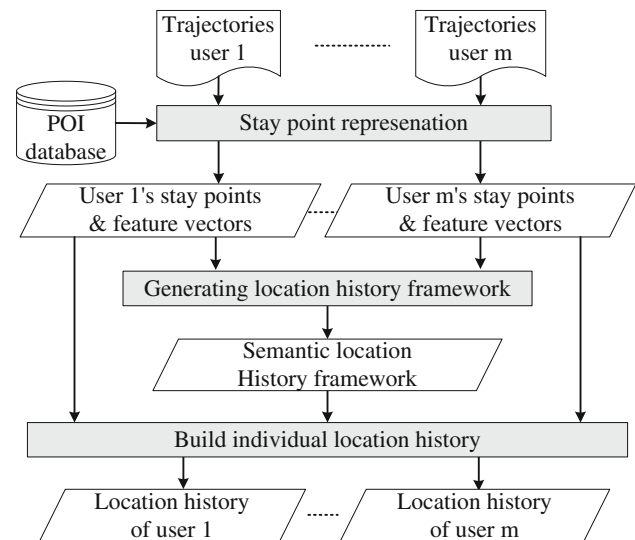 Trajectories
user 1
Trajectories
user m
POI
database
Stay point represenation
User 1's stay points
& feature vectors
User m's stay points
& feature vectors
Generating location history framework
Semantic location
History framework
Build individual location history
Location history
of user 1
Location history
of user m